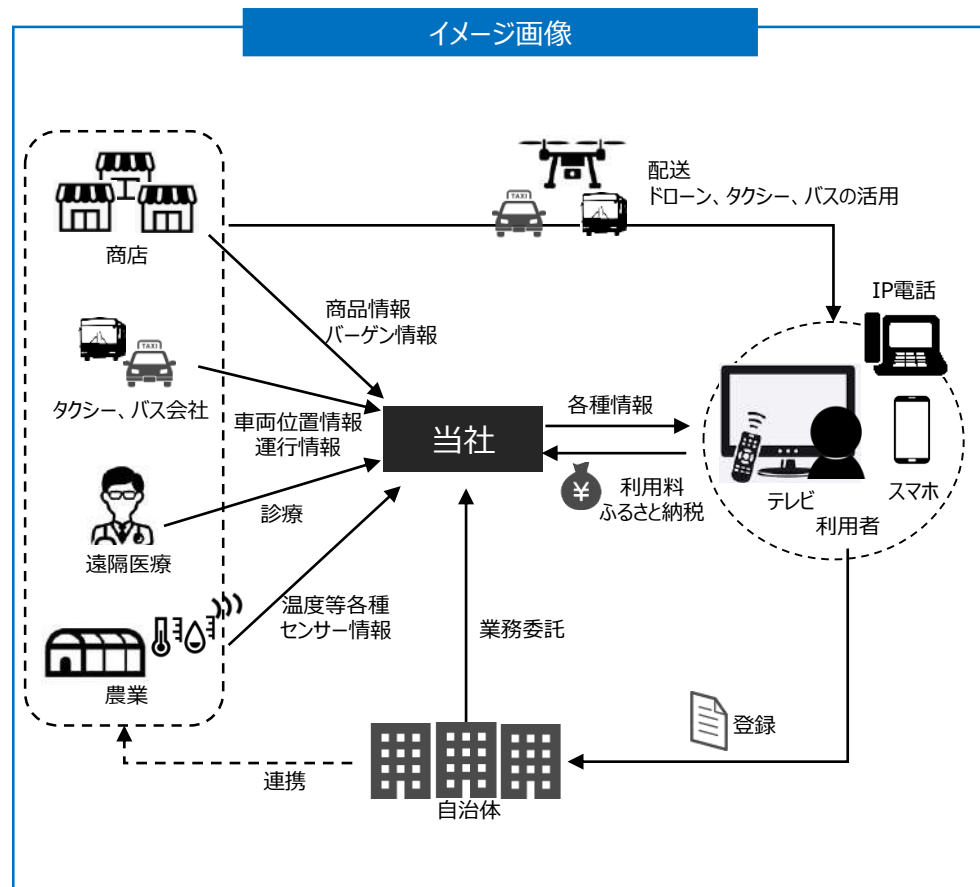 イメージ画像
配送
ドローン、タクシー、バスの活用
TAXI
商店
IP電話
商品情報
バーゲン情報
TAXI
タクシー、バス会社
車両位置情報
運行情報
当社
各種情報
¥
利用料
ふるさと納税
テレビ
スマホ
利用者
診療
遠隔医療
温度等各種
センサー情報
業務委託
農業
登録
連携
自治体